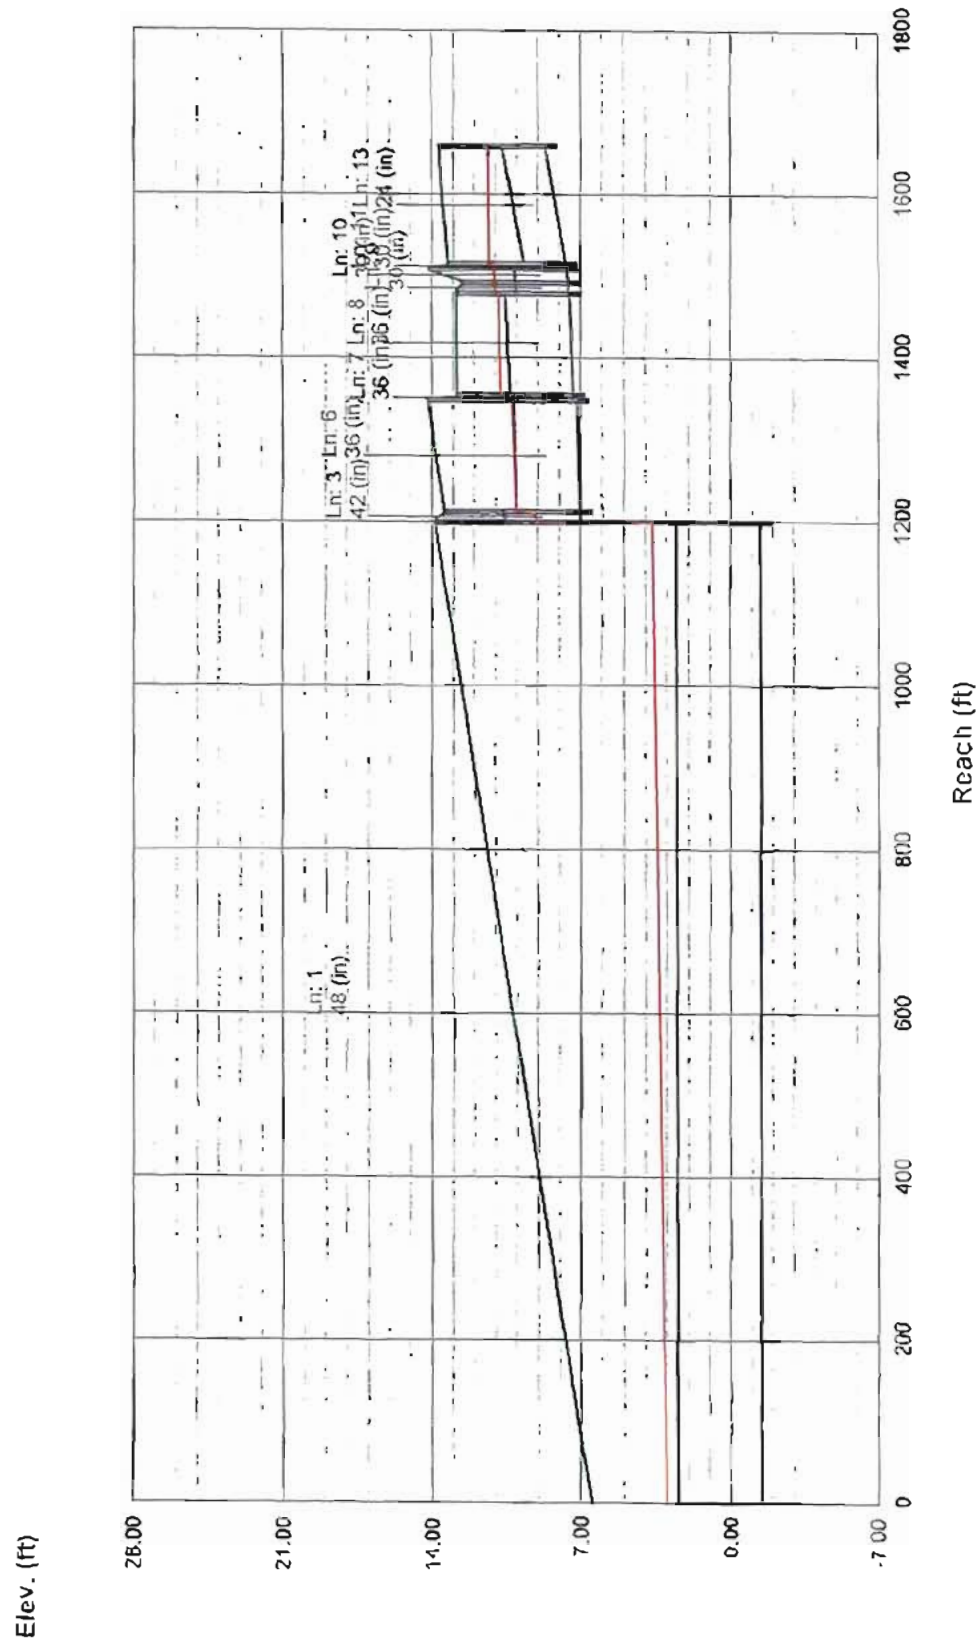 Elev. (ft)
28.00
21.00
14.00
7.00
0.00
-7.00
Ln: 1
48 (in)
Ln: 3
42 (in)
Ln: 6
36 (in)
Ln: 7
36 (in)
Ln: 8
36 (in)
Ln: 10
30 (in)
30 (in)
Ln: 13
24 (in)
0
200
400
600
800
1000
1200
1400
1600
1800
Reach (ft)